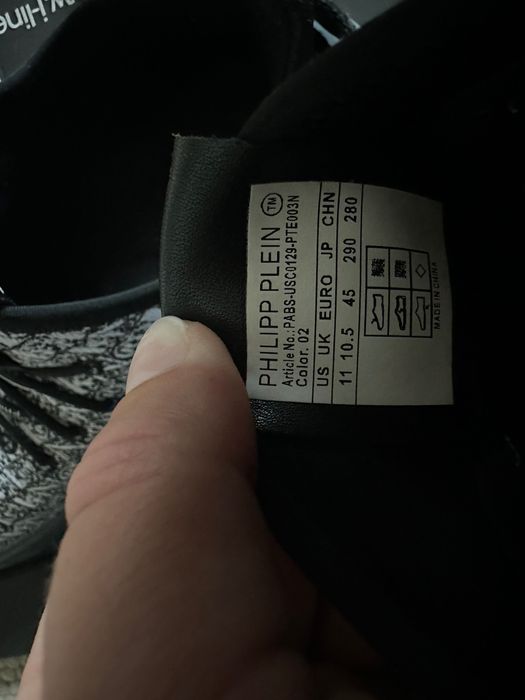 PHILIPP PLEIN TM
Article No.:PABS-USC0129-PTE003N
Color. 02
US UK EURO JP CHN
11 10.5 45 290 280
MADE IN CHINA